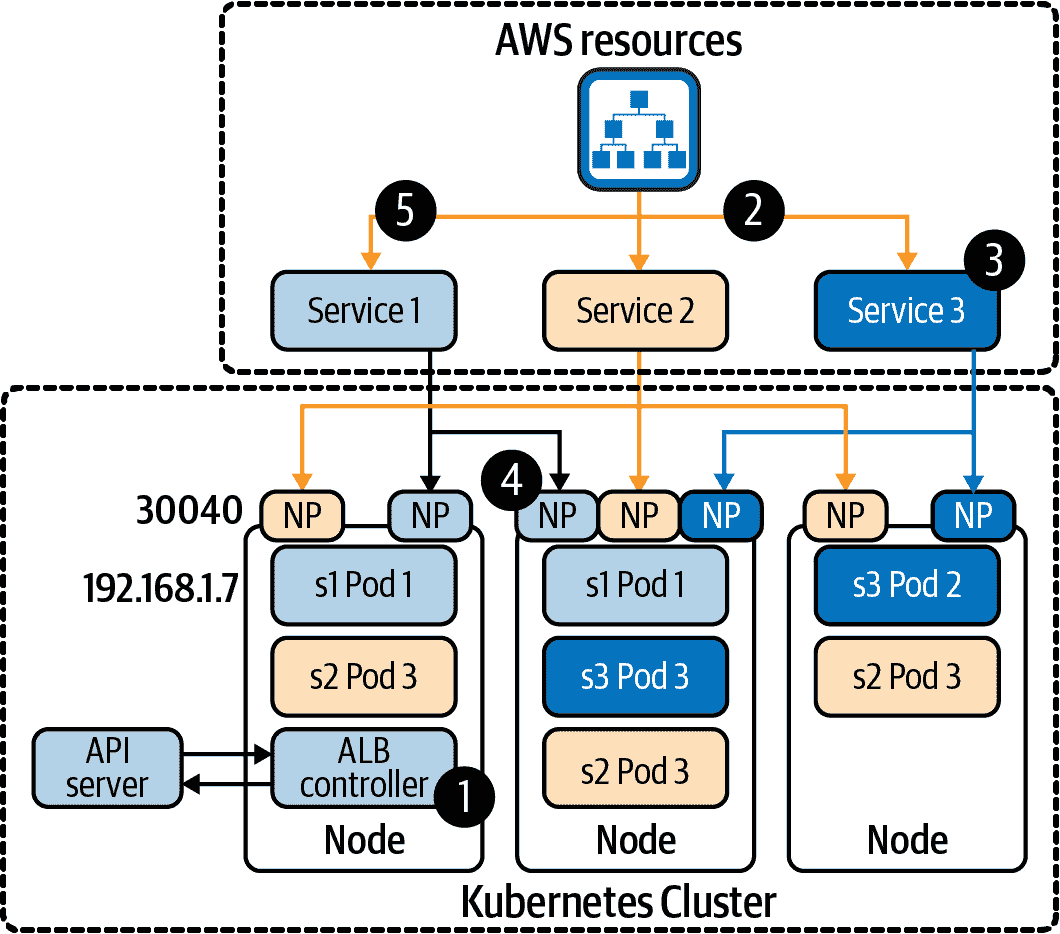 AWS resources
5
2
3
Service 1
Service 2
Service 3
4
30040
NP
NP
NP
NP
NP
NP
NP
192.168.1.7
s1 Pod 1
s1 Pod 1
s3 Pod 2
s2 Pod 3
s3 Pod 3
s2 Pod 3
API
server
ALB
controller
1
s2 Pod 3
Node
Node
Node
Kubernetes Cluster